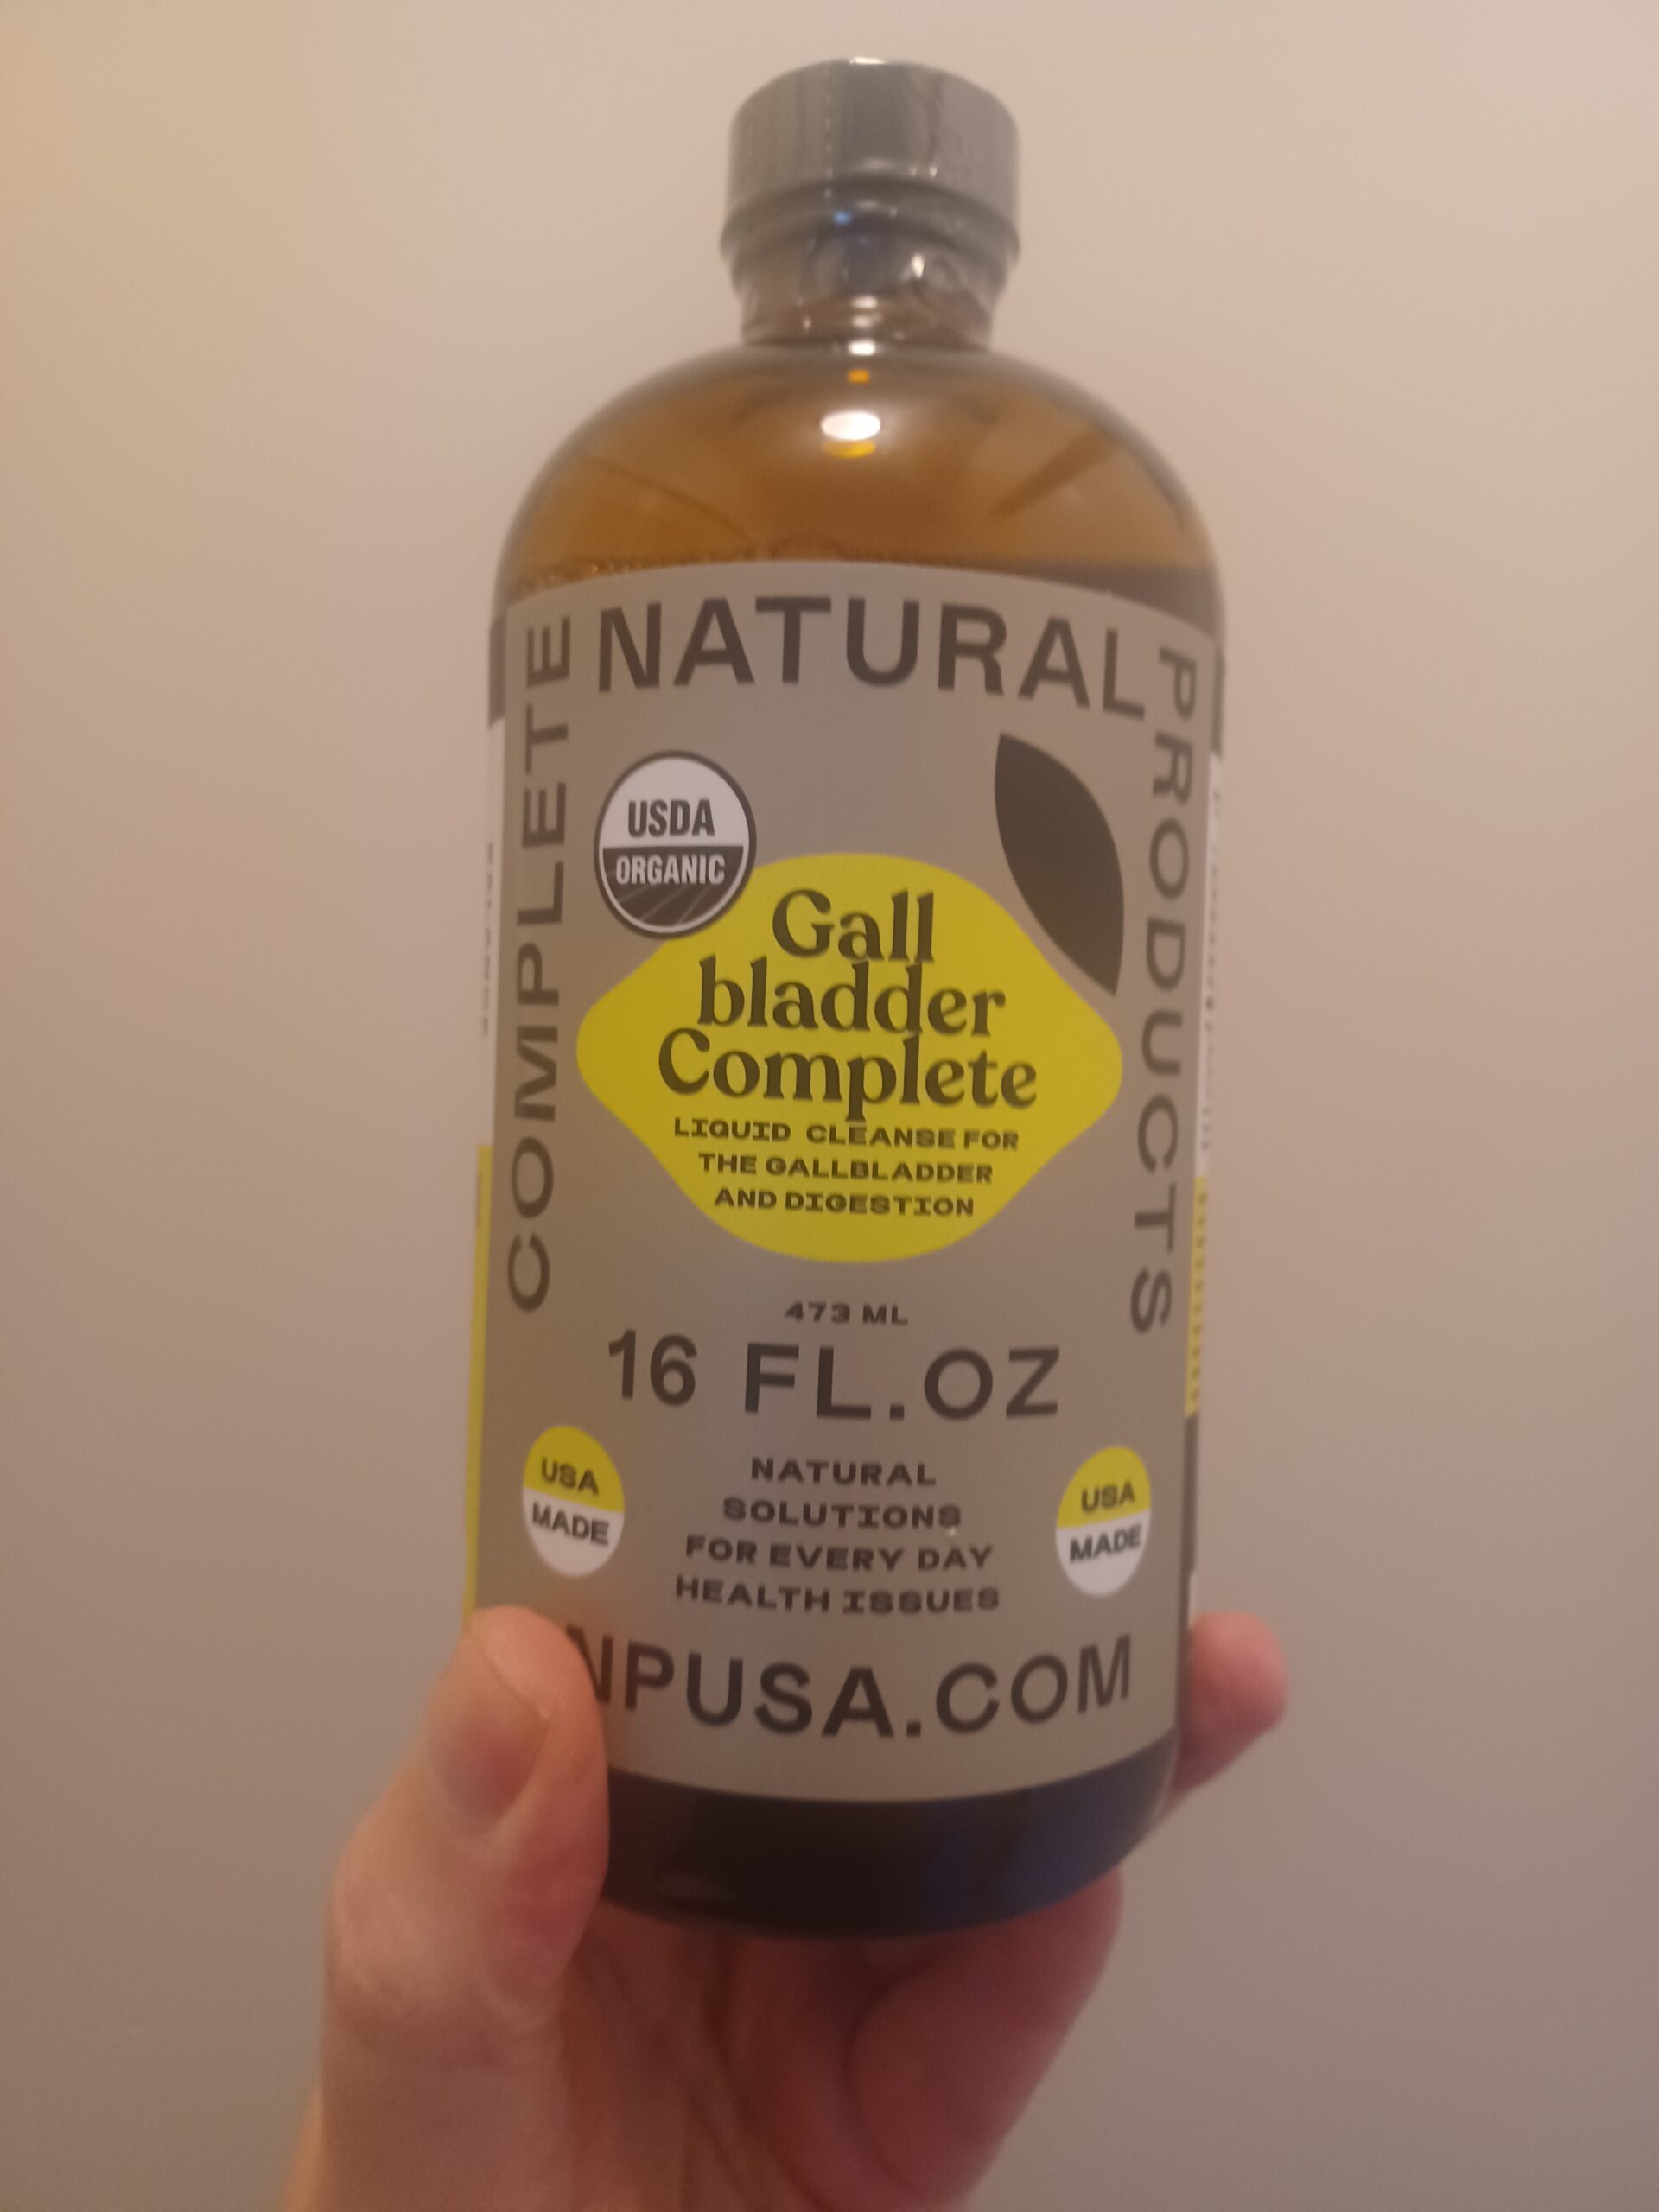 COMPLETE
NATURAL
PRODUCTS
USDA
ORGANIC
Gall
bladder
Complete
LIQUID CLEANSE FOR
THE GALLBLADDER
AND DIGESTION
473 ML
16 FL.OZ
USA
MADE
NATURAL
SOLUTIONS
FOR EVERY DAY
HEALTH ISSUES
USA
MADE
NPUSA.COM